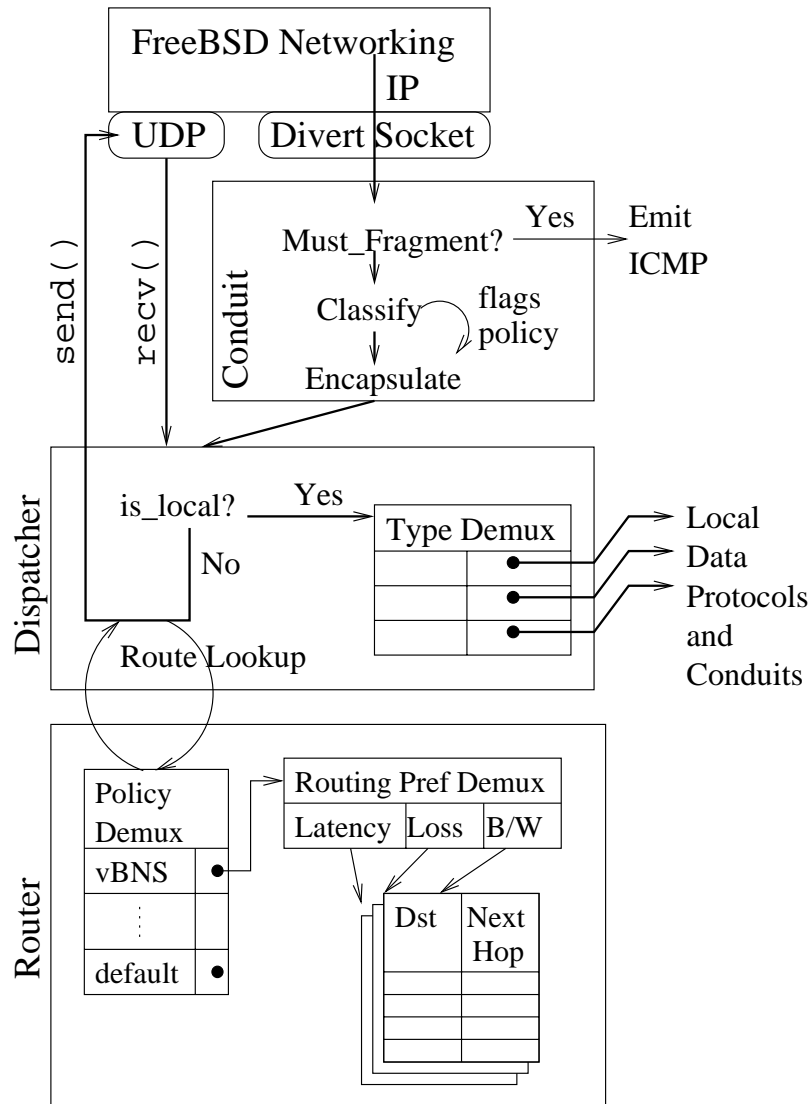 FreeBSD Networking
IP
UDP
Divert Socket
send()
recv()
Conduit
Must_Fragment?
Yes
Emit
ICMP
Classify
flags
policy
Encapsulate
Dispatcher
is_local?
Yes
No
Route Lookup
Type Demux
Local
Data
Protocols
and
Conduits
Router
Policy
Demux
vBNS
default
Routing Pref Demux
Latency
Loss
B/W
Dst
Next
Hop